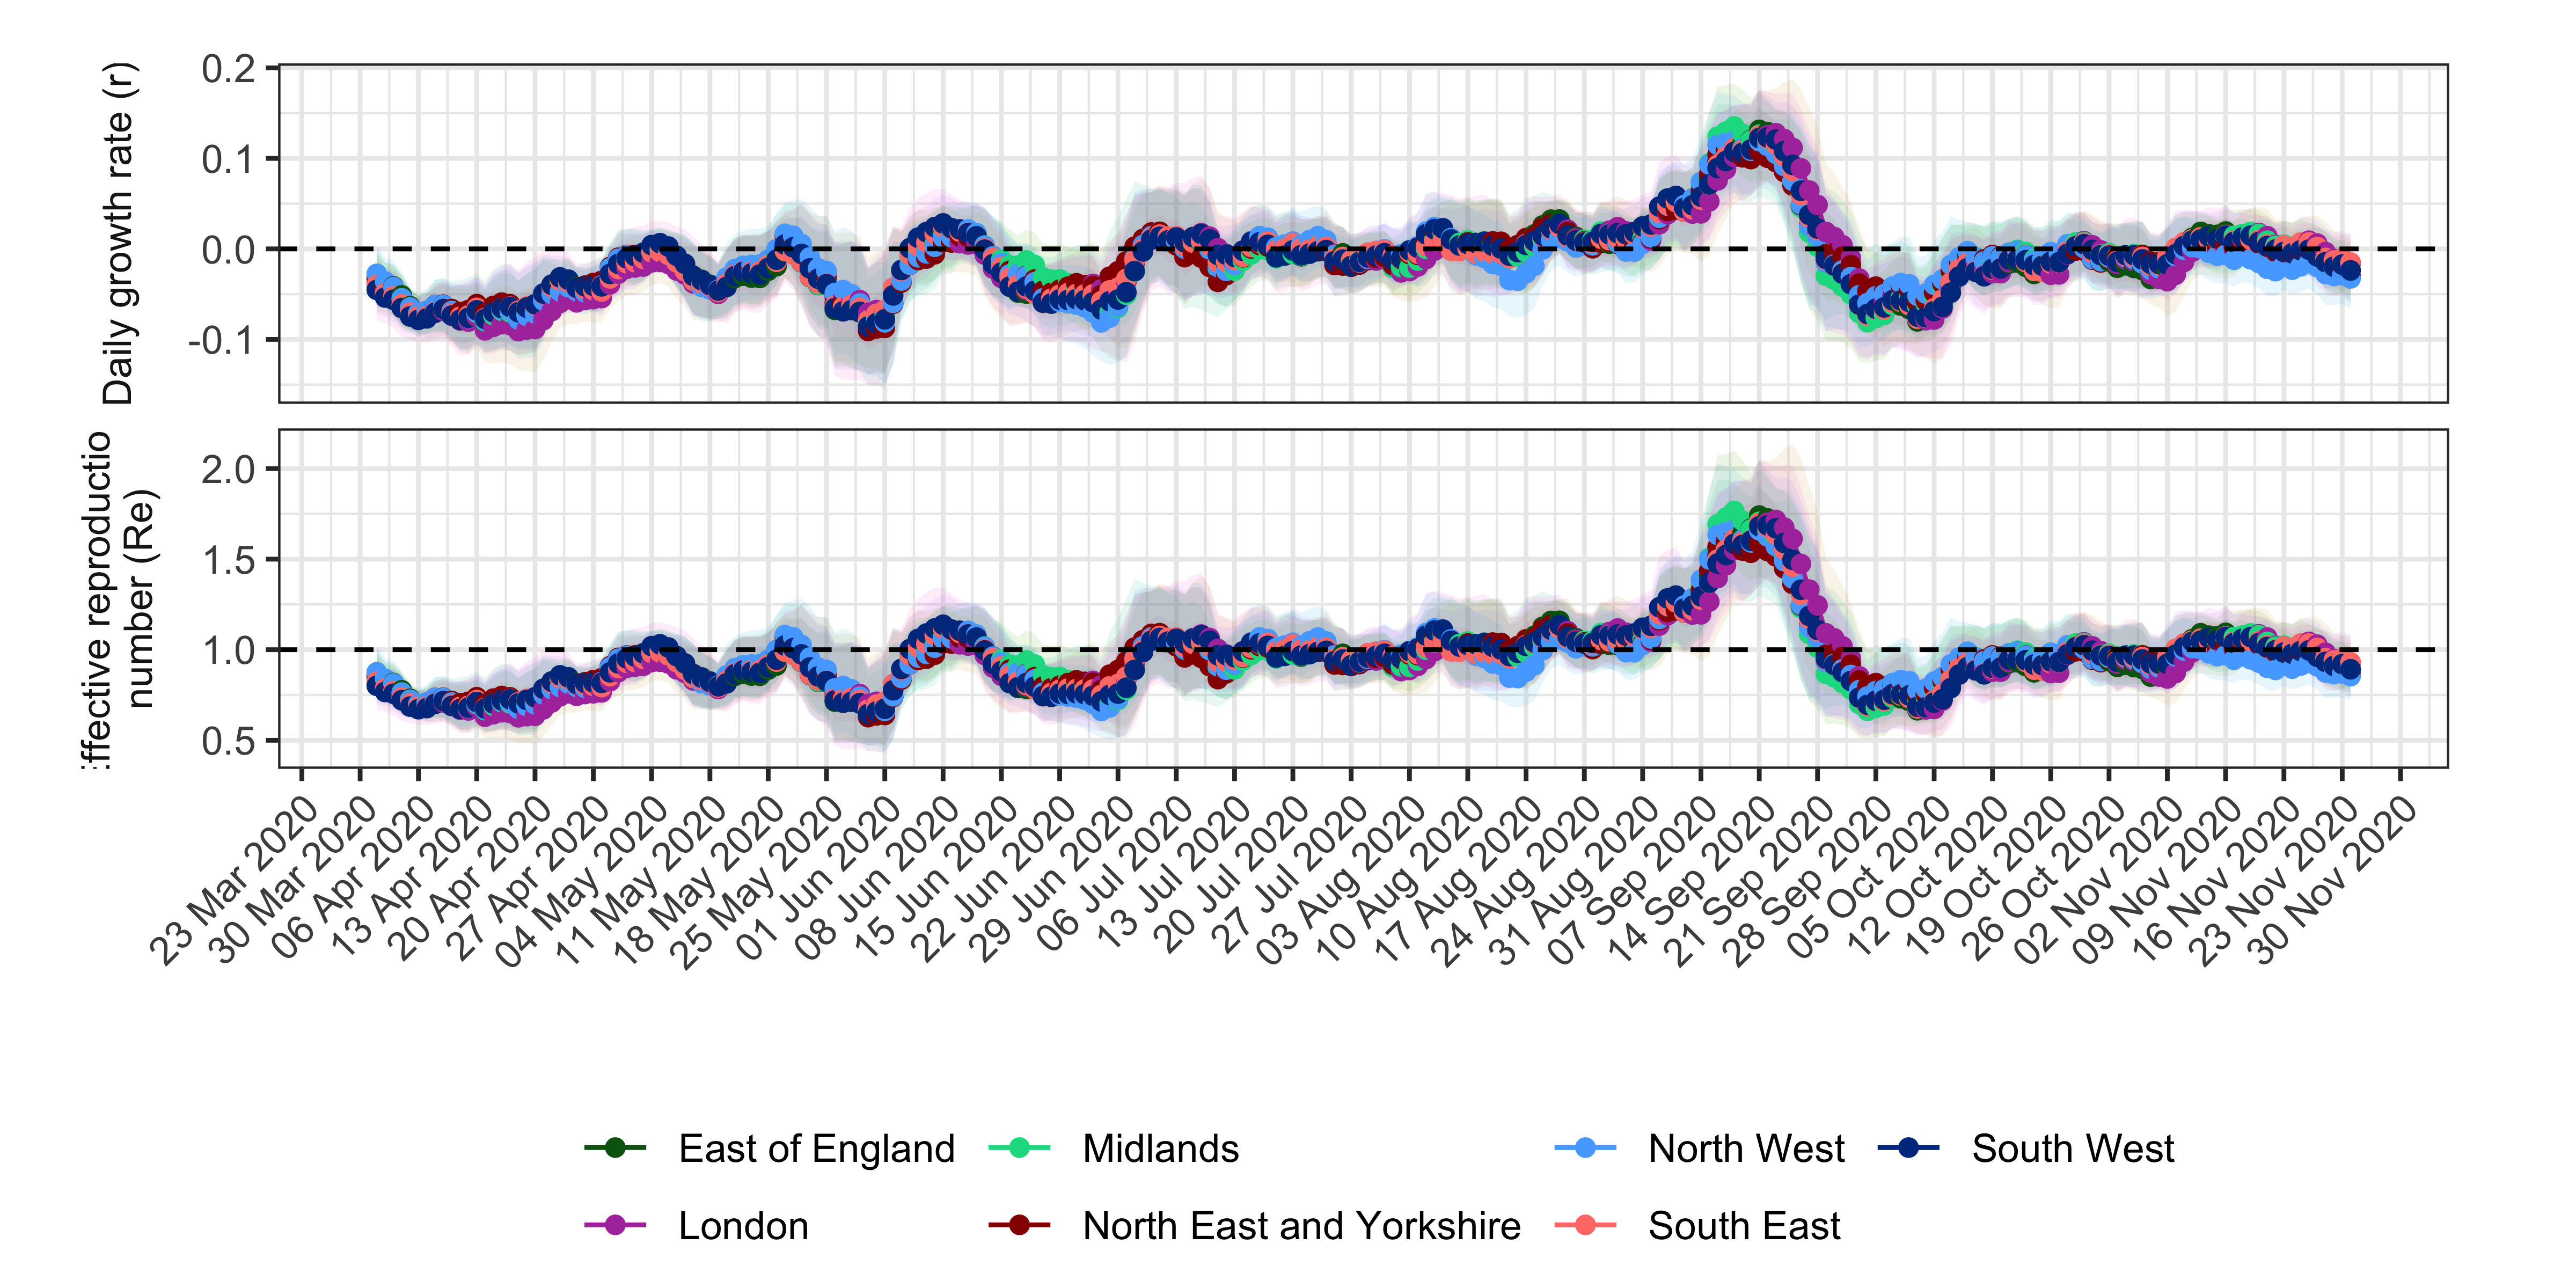 Daily growth rate (r)
0.2
0.1
0.0
-0.1
ffective reproductio
number (Re)
2.0
1.5
1.0
0.5
23 Mar 2020
30 Mar 2020
06 Apr 2020
13 Apr 2020
20 Apr 2020
27 Apr 2020
04 May 2020
11 May 2020
18 May 2020
25 May 2020
01 Jun 2020
08 Jun 2020
15 Jun 2020
22 Jun 2020
29 Jun 2020
06 Jul 2020
13 Jul 2020
20 Jul 2020
27 Jul 2020
03 Aug 2020
10 Aug 2020
17 Aug 2020
24 Aug 2020
31 Aug 2020
07 Sep 2020
14 Sep 2020
21 Sep 2020
28 Sep 2020
05 Oct 2020
12 Oct 2020
19 Oct 2020
26 Oct 2020
02 Nov 2020
09 Nov 2020
16 Nov 2020
23 Nov 2020
30 Nov 2020
East of England
Midlands
North West
South West
London
North East and Yorkshire
South East